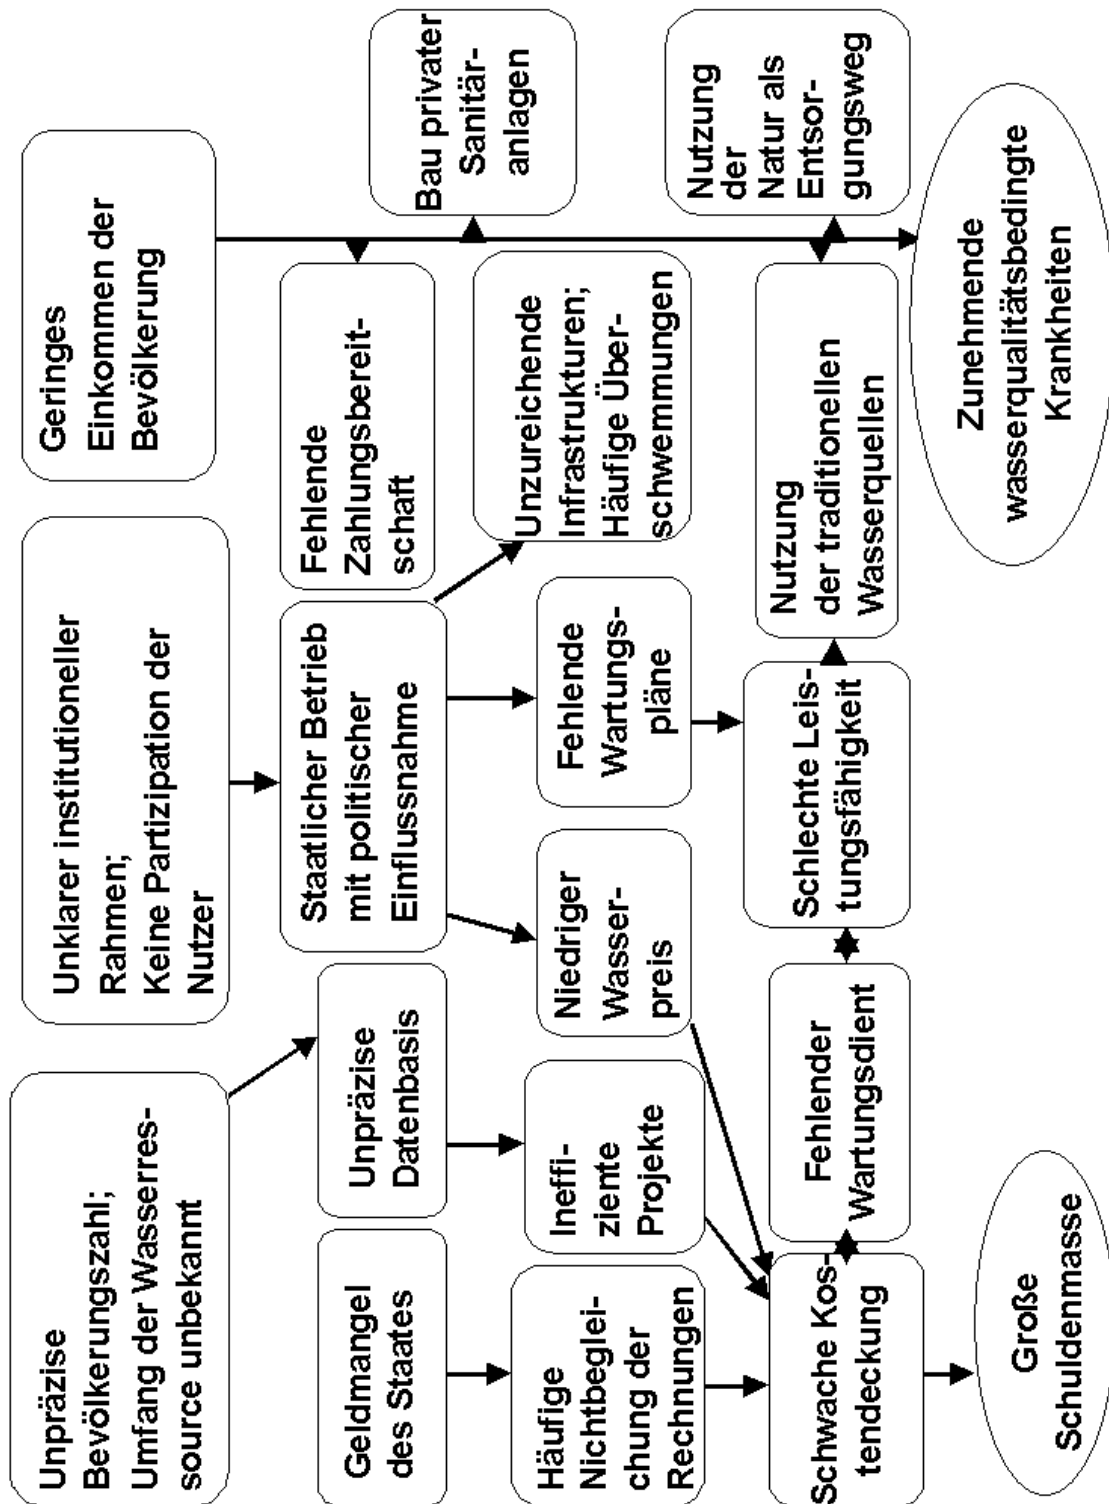 Unpräzise
Bevölkerungszahl;
Umfang der Wasserres-
source unbekannt
Unklarer institutioneller
Rahmen;
Keine Partizipation der
Nutzer
Geringes
Einkommen der
Bevölkerung
Geldmangel
des Staates
Unpräzise
Datenbasis
Staatlicher Betrieb
mit politischer
Einflussnahme
Fehlende
Zahlungsbereit-
schaft
Bau privater
Sanitär-
anlagen
Häufige
Nichtbeglei-
chung der
Rechnungen
Ineffi-
ziente
Projekte
Niedriger
Wasser-
preis
Fehlende
Wartungs-
pläne
Unzureichende
Infrastrukturen;
Häufige Über-
schwemmungen
Schwache Kos-
tendeckung
Fehlender
Wartungsdient
Schlechte Leis-
tungsfähigkeit
Nutzung
der traditionellen
Wasserquellen
Nutzung
der
Natur als
Entsor-
gungsweg
Große
Schuldenmasse
Zunehmende
wasserqualitätsbedingte
Krankheiten